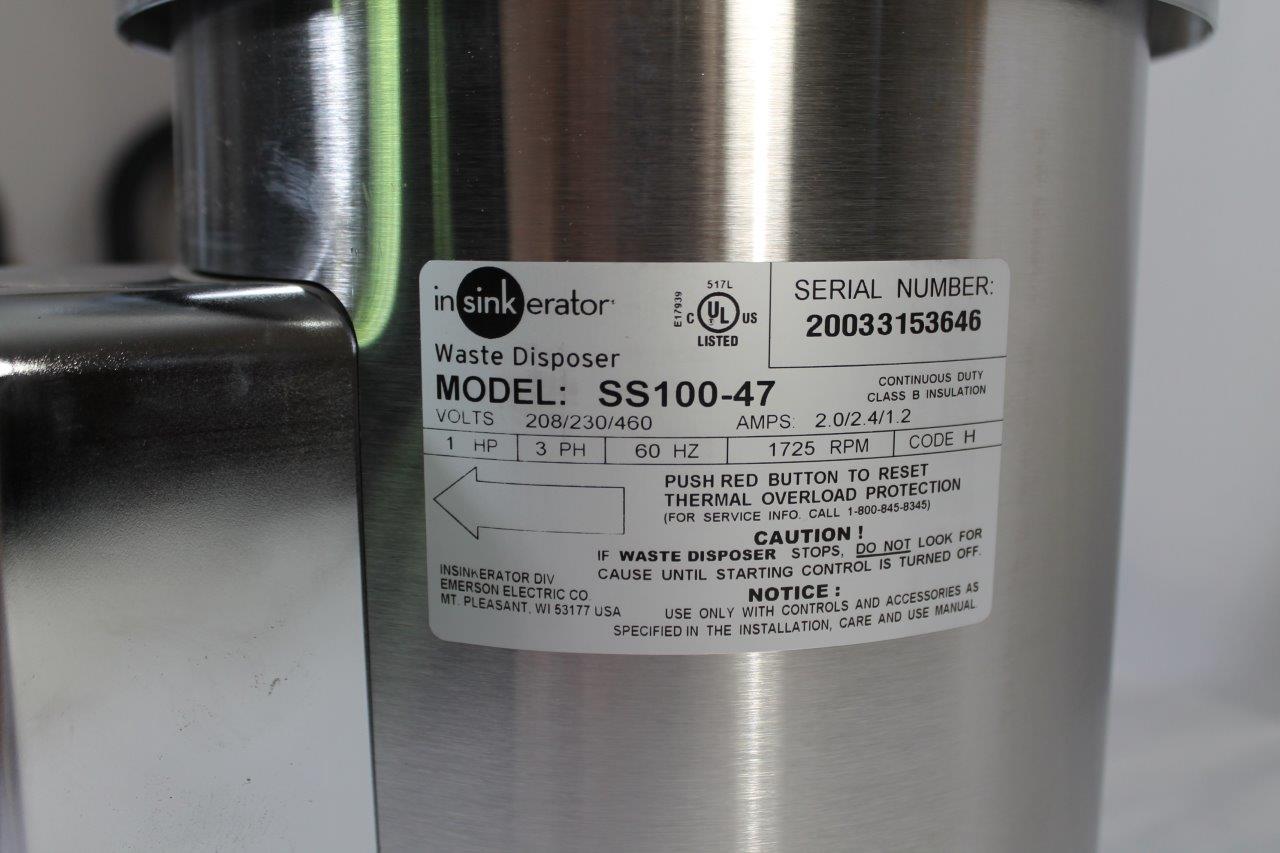 insinkerator
Waste Disposer
E17939
517L
C UL US
LISTED
SERIAL NUMBER:
20033153646
MODEL: SS100-47
CONTINUOUS DUTY
CLASS B INSULATION
VOLTS 208/230/460 AMPS: 2.0/2.4/1.2
1 HP 3 PH 60 HZ 1725 RPM CODE H
PUSH RED BUTTON TO RESET
THERMAL OVERLOAD PROTECTION
(FOR SERVICE INFO. CALL 1-800-845-8345)
CAUTION !
IF WASTE DISPOSER STOPS, DO NOT LOOK FOR
CAUSE UNTIL STARTING CONTROL IS TURNED OFF.
INSINKERATOR DIV
EMERSON ELECTRIC CO.
MT. PLEASANT, WI 53177 USA
NOTICE :
USE ONLY WITH CONTROLS AND ACCESSORIES AS
SPECIFIED IN THE INSTALLATION, CARE AND USE MANUAL.